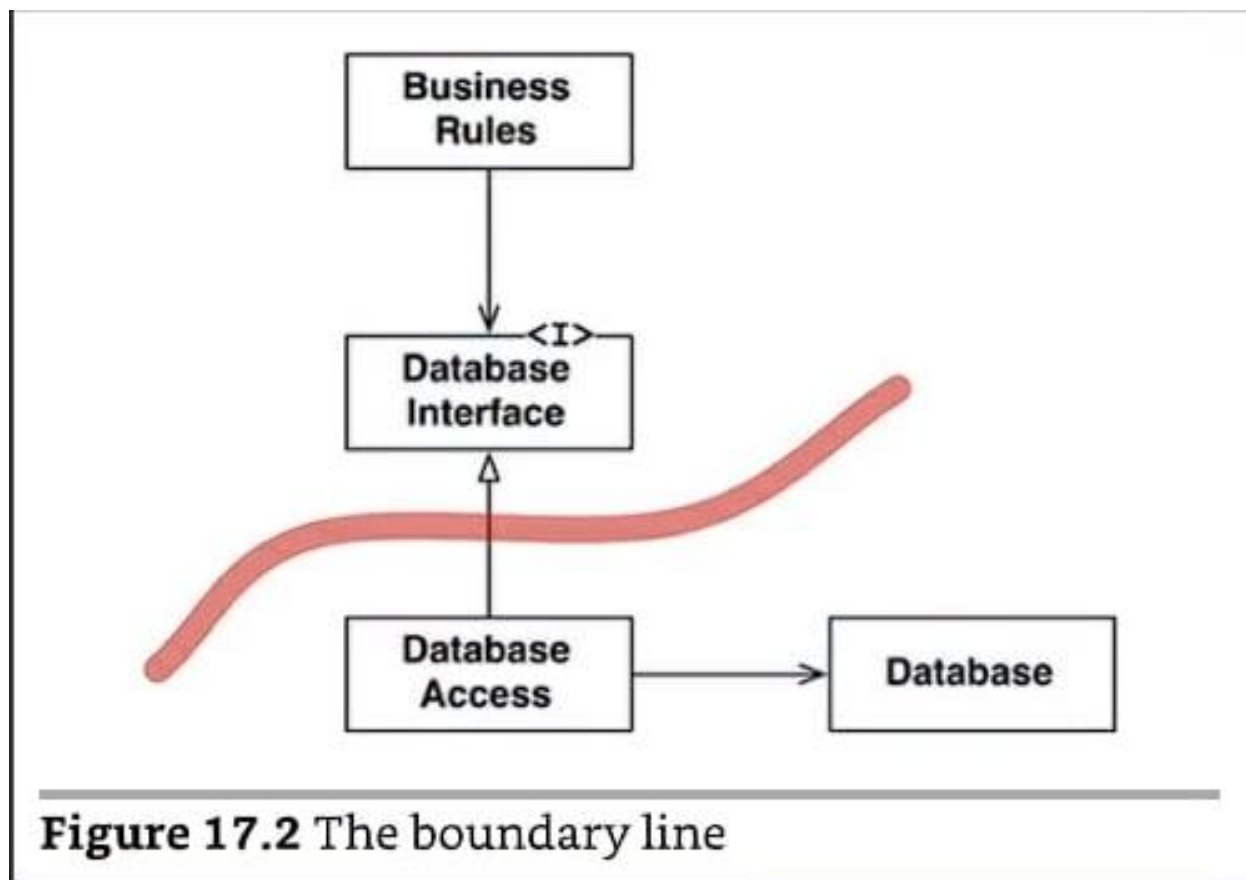 Business
Rules
<I>
Database
Interface
Database
Access
Database
Figure 17.2 The boundary line